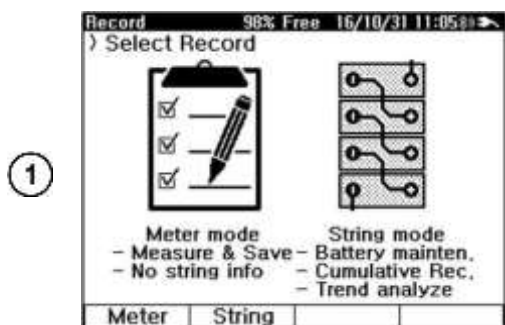 Record 98% Free 16/10/31 11:05
> Select Record
1
Meter mode
- Measure & Save
- No string info
String mode
- Battery mainten.
- Cumulative Rec.
- Trend analyze
Meter String